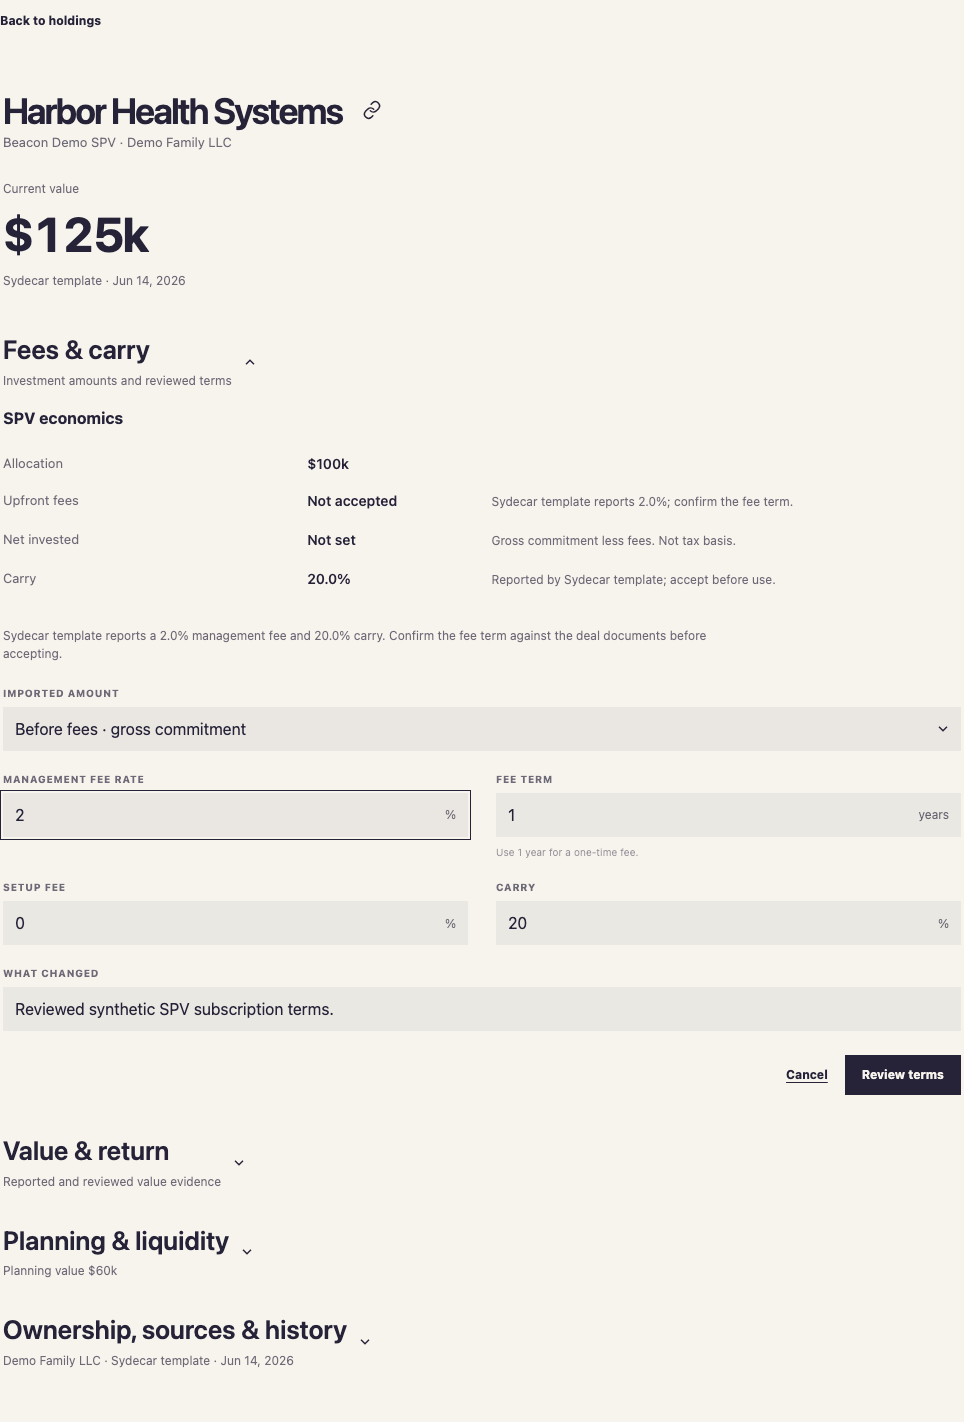 Back to holdings
Harbor Health Systems
Beacon Demo SPV · Demo Family LLC
Current value
$125k
Sydecar template · Jun 14, 2026
Fees & carry
Investment amounts and reviewed terms
SPV economics
Allocation $100k
Upfront fees Not accepted Sydecar template reports 2.0%; confirm the fee term.
Net invested Not set Gross commitment less fees. Not tax basis.
Carry 20.0% Reported by Sydecar template; accept before use.
Sydecar template reports a 2.0% management fee and 20.0% carry. Confirm the fee term against the deal documents before
accepting.
IMPORTED AMOUNT
Before fees · gross commitment
MANAGEMENT FEE RATE FEE TERM
2 % 1 years
Use 1 year for a one-time fee.
SETUP FEE CARRY
0 % 20 %
WHAT CHANGED
Reviewed synthetic SPV subscription terms.
Cancel Review terms
Value & return
Reported and reviewed value evidence
Planning & liquidity
Planning value $60k
Ownership, sources & history
Demo Family LLC · Sydecar template · Jun 14, 2026